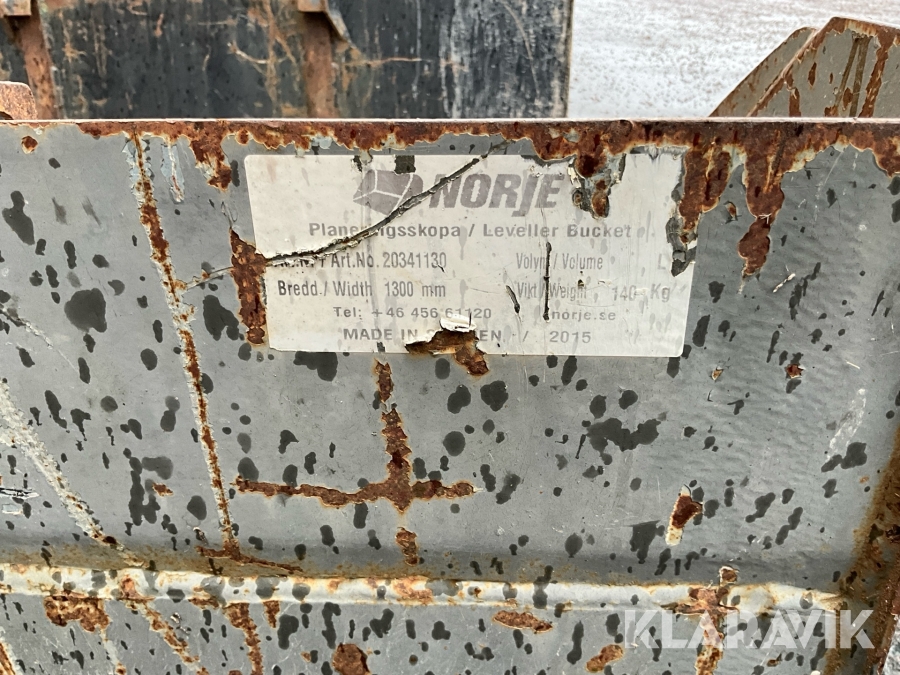 NORJE
Planeringsskopa / Leveller Bucket
Art.No. 20341130 Volym / Volume
Bredd / Width 1300 mm Vikt / Weight 140 Kg
Tel: +46 456 61120 norje.se
MADE IN SWEDEN - / 2015
KLARAVIK